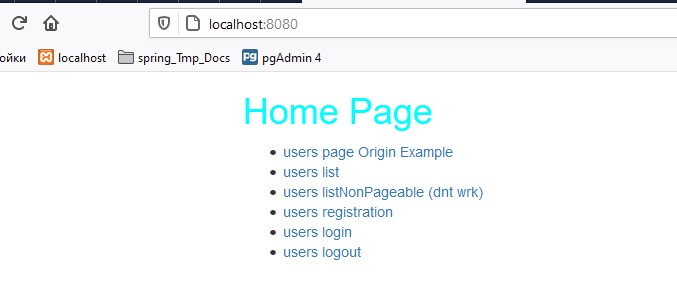 localhost:8080
ойки localhost spring_Tmp_Docs pg pgAdmin 4
Home Page
users page Origin Example
users list
users listNonPageable (dnt wrk)
users registration
users login
users logout